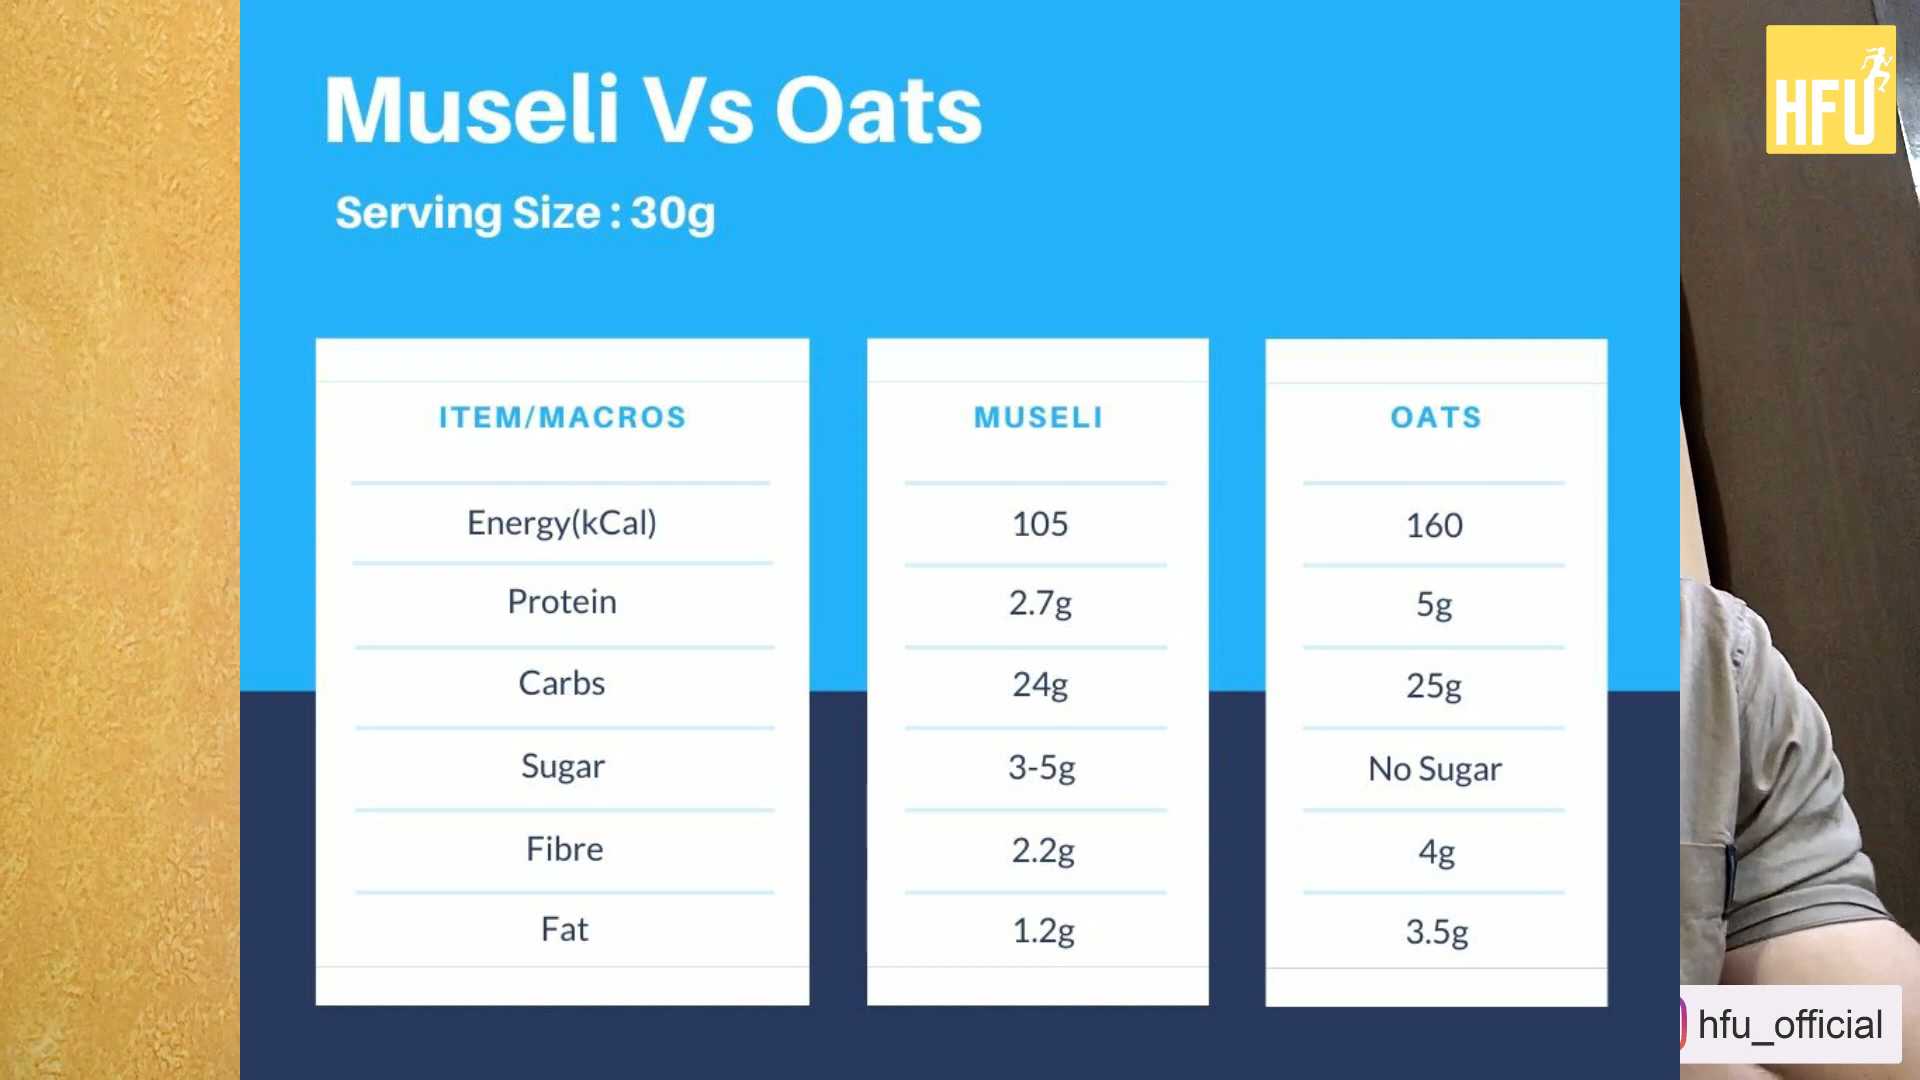 Museli Vs Oats
Serving Size : 30g
HFU
ITEM/MACROS MUSELI OATS
Energy(kCal) 105 160
Protein 2.7g 5g
Carbs 24g 25g
Sugar 3-5g No Sugar
Fibre 2.2g 4g
Fat 1.2g 3.5g
hfu_official